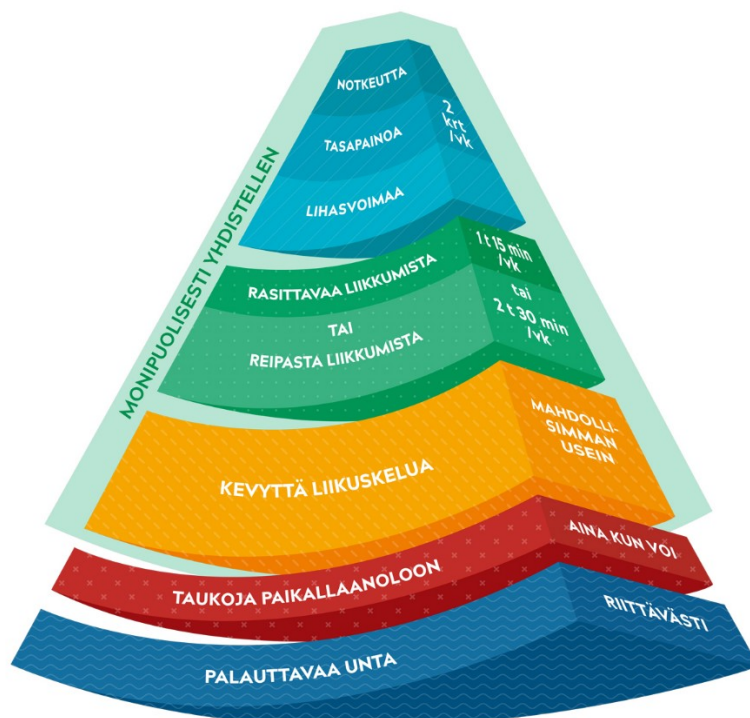 MONIPUOLISESTI YHDISTELLEN
NOTKEUTTA
TASAPAINOA
LIHASVOIMAA
2
krt
/vk
RASITTAVAA LIIKKUMISTA
1 t 15 min
/vk
TAI
REIPASTA LIIKKUMISTA
tai
2 t 30 min
/vk
KEVYTTÄ LIIKUSKELUA
MAHDOLLI-
SIMMAN
USEIN
TAUKOJA PAIKALLAANOLOON
AINA KUN VOI
PALAUTTAVAA UNTA
RIITTÄVÄSTI